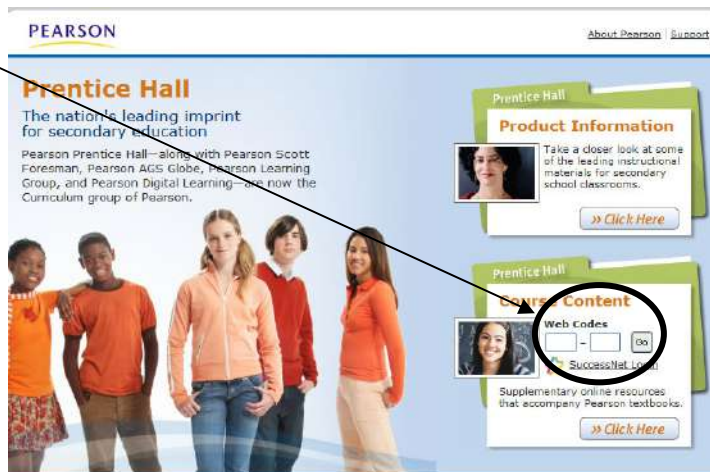 PEARSON
About Pearson | Support
Prentice Hall
The nation's leading imprint
for secondary education
Pearson Prentice Hall—along with Pearson Scott
Foresman, Pearson AGS Globe, Pearson Learning
Group, and Pearson Digital Learning—are now the
Curriculum group of Pearson.
Prentice Hall
Product Information
Take a closer look at some
of the leading instructional
materials for secondary
school classrooms.
» Click Here
Prentice Hall
Course Content
Web Codes
– Go
SuccessNet Login
Supplementary online resources
that accompany Pearson textbooks.
» Click Here